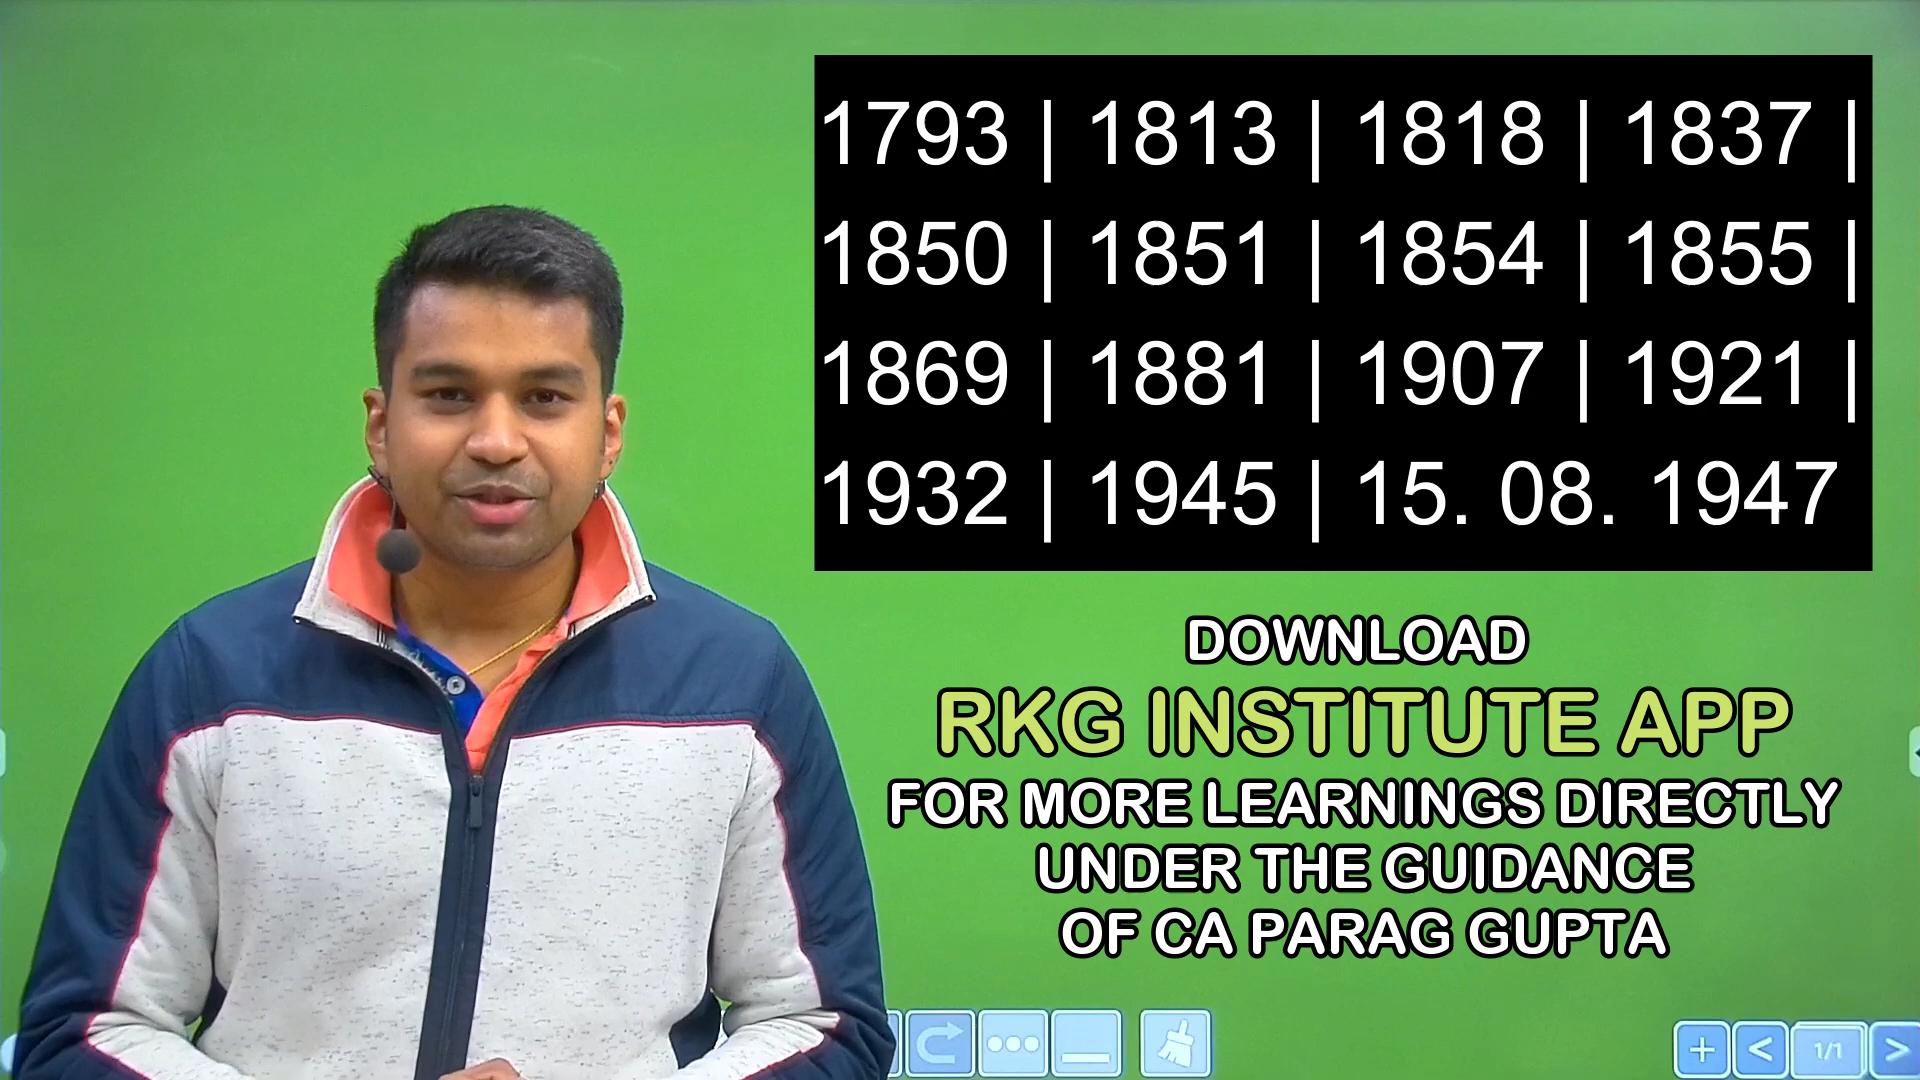 1793 | 1813 | 1818 | 1837 |
1850 | 1851 | 1854 | 1855 |
1869 | 1881 | 1907 | 1921 |
1932 | 1945 | 15. 08. 1947
DOWNLOAD
RKG INSTITUTE APP
FOR MORE LEARNINGS DIRECTLY
UNDER THE GUIDANCE
OF CA PARAG GUPTA
1/1